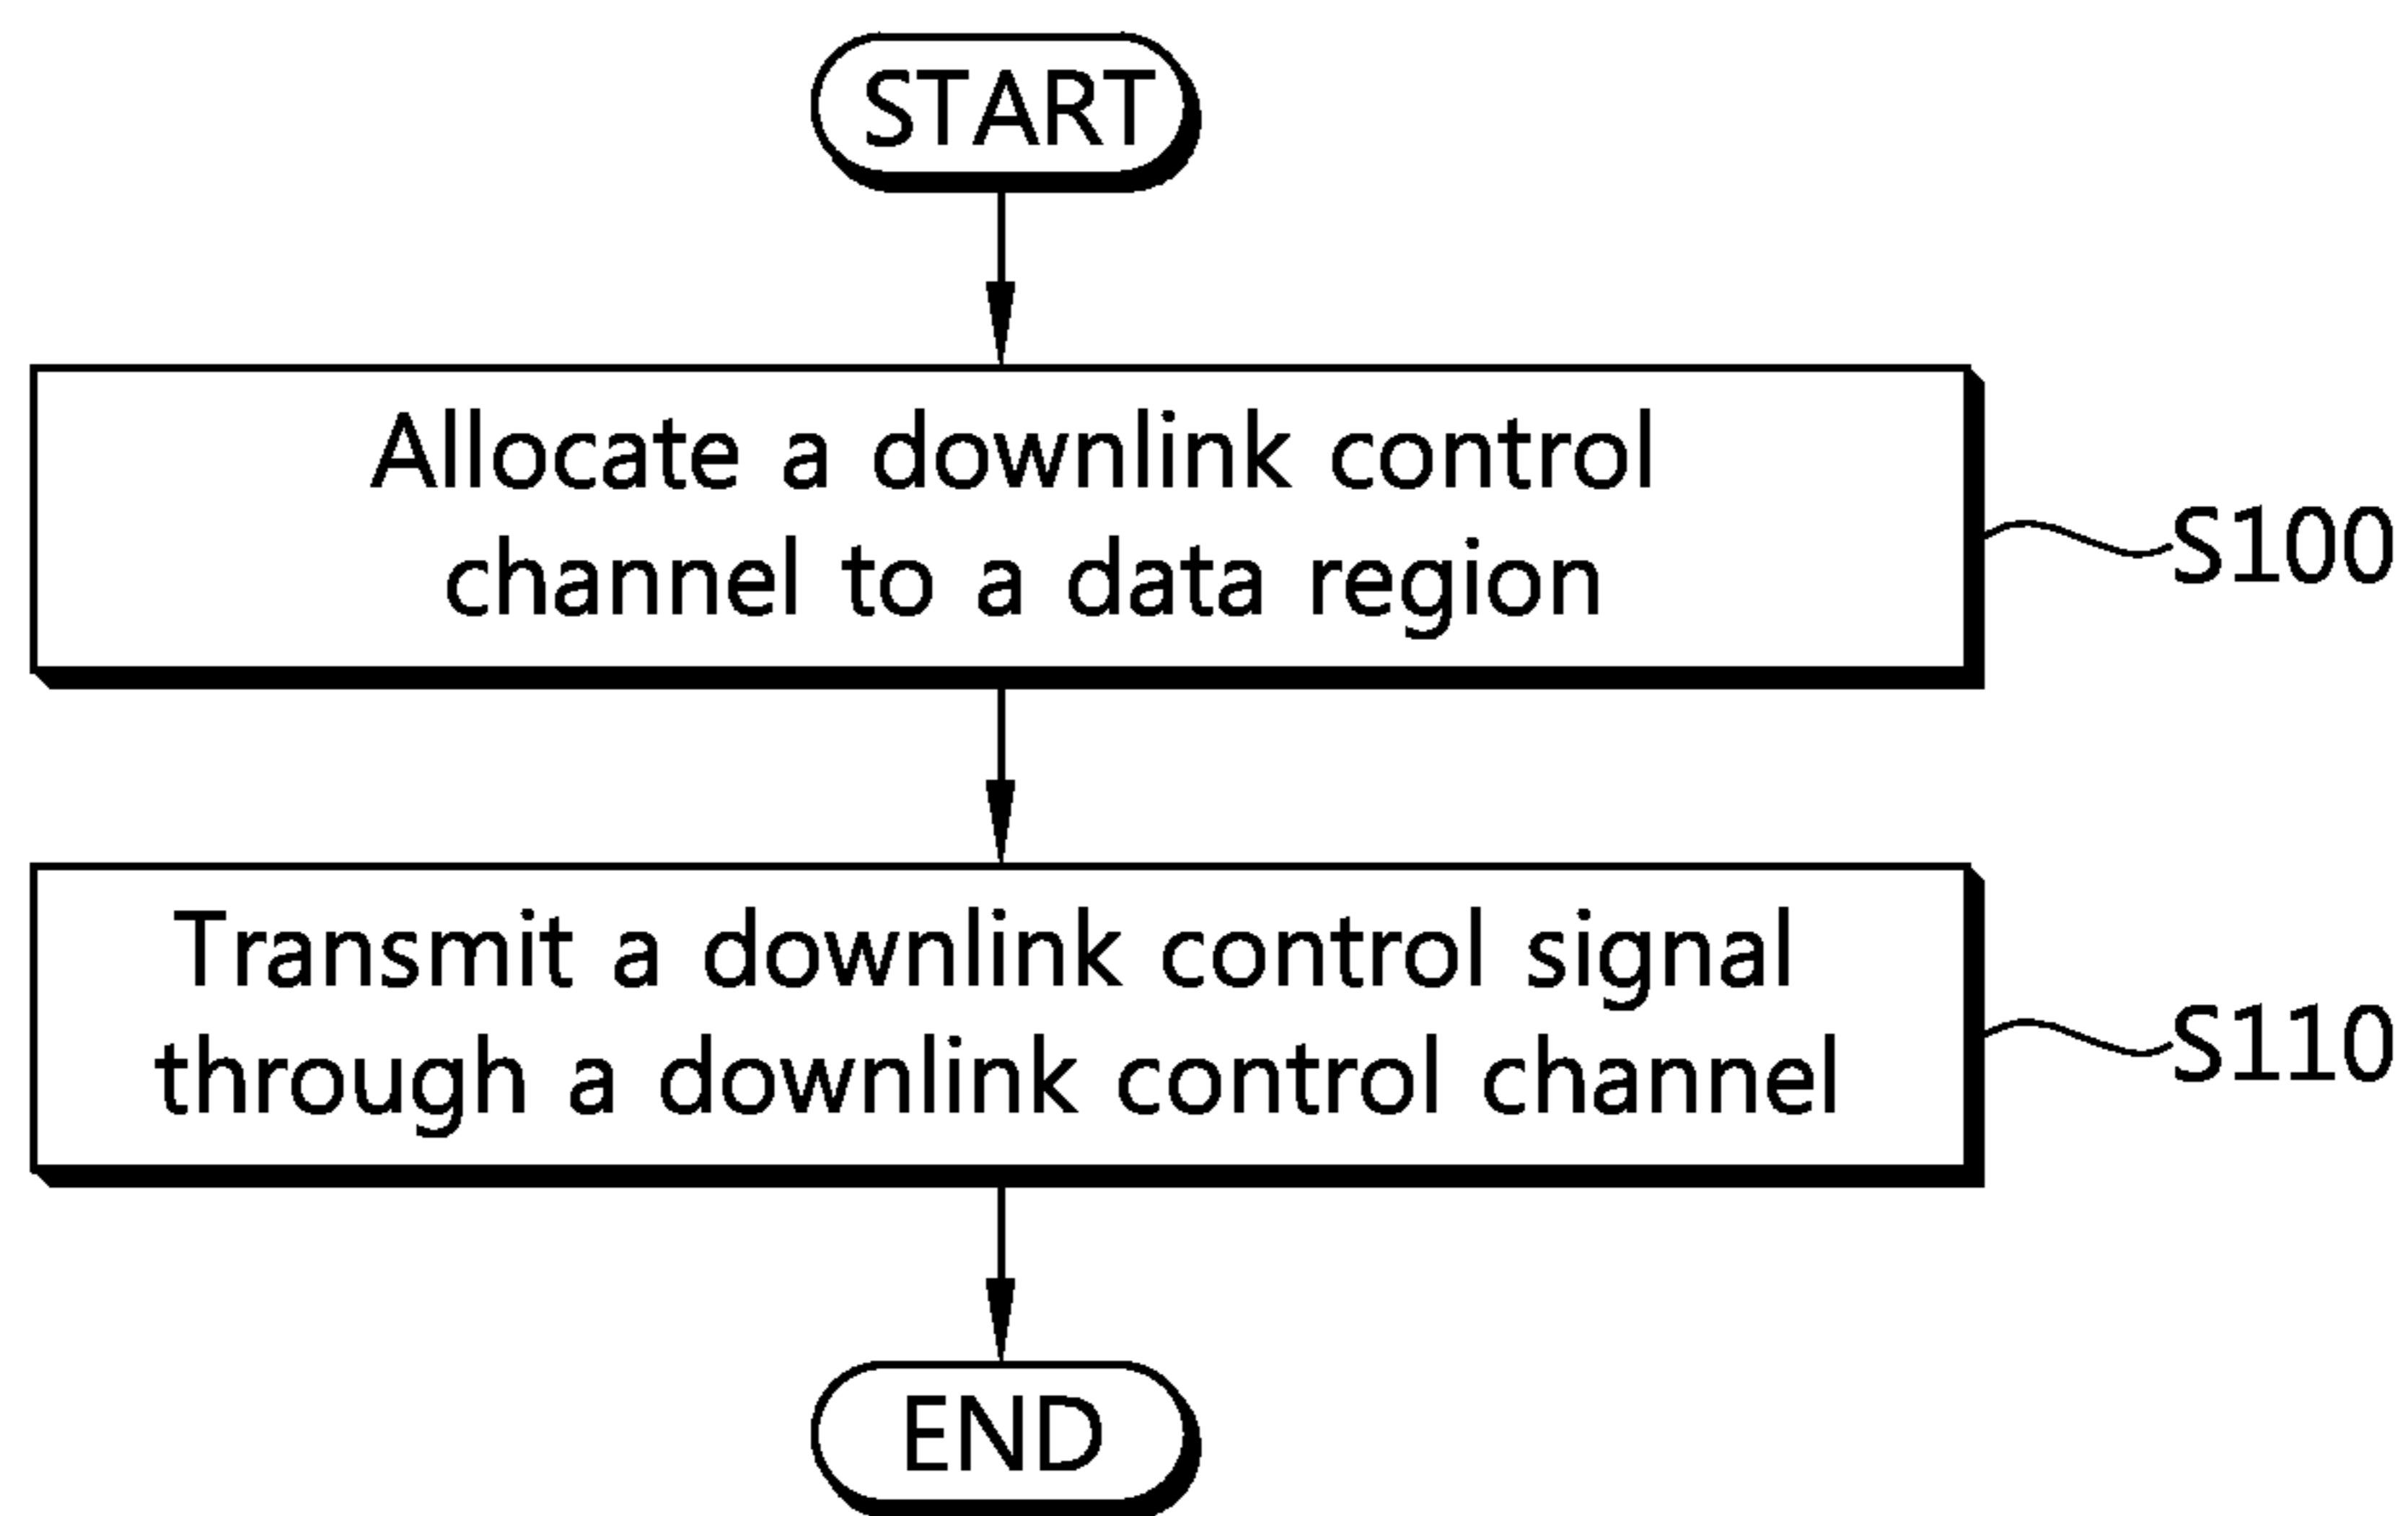 START
Allocate a downlink control
channel to a data region
S100
Transmit a downlink control signal
through a downlink control channel
S110
END